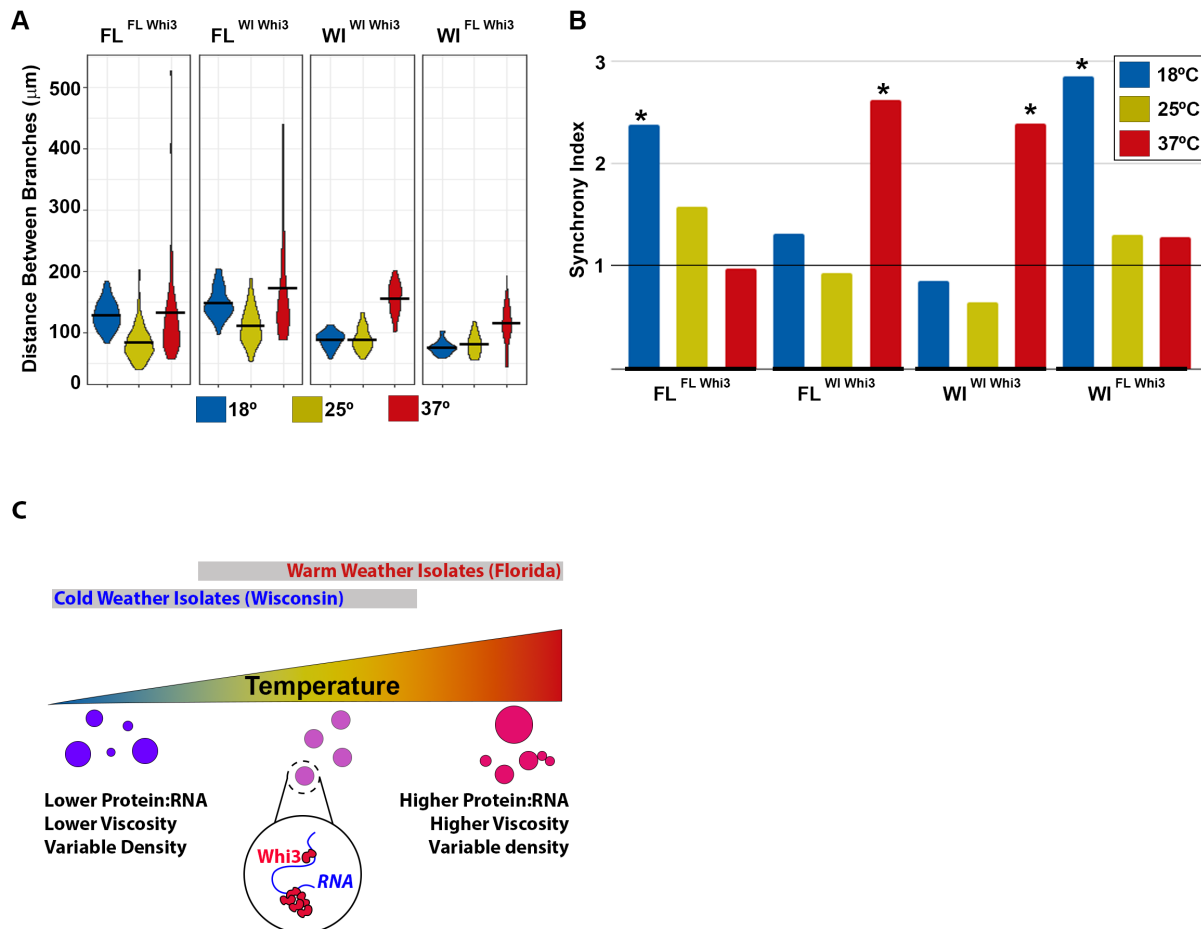 A
FL FL Whi3
FL WI Whi3
WI WI Whi3
WI FL Whi3
Distance Between Branches (μm)
500
400
300
200
100
0
18º
25º
37º
B
Synchrony Index
3
2
1
*
*
*
*
18ºC
25ºC
37ºC
FL FL Whi3
FL WI Whi3
WI WI Whi3
WI FL Whi3
C
Warm Weather Isolates (Florida)
Cold Weather Isolates (Wisconsin)
Temperature
Lower Protein:RNA
Lower Viscosity
Variable Density
Higher Protein:RNA
Higher Viscosity
Variable density
Whi3
RNA